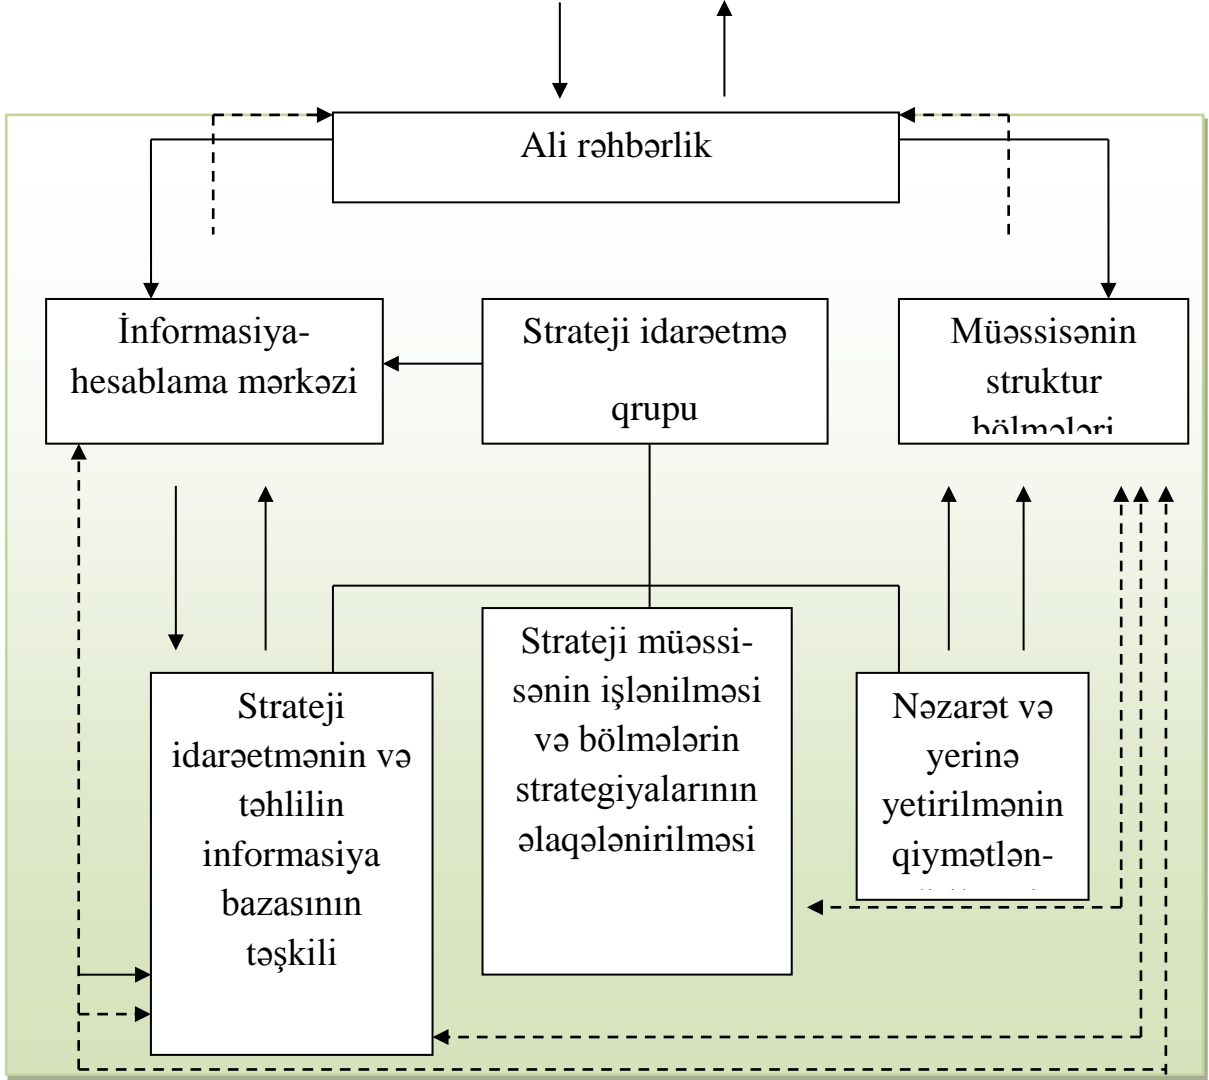 Ali rəhbərlik
İnformasiya-
hesablama mərkəzi
Strateji idarəetmə
qrupu
Müəssisənin
struktur
bölmələri
Strateji
idarəetmənin və
təhlilin
informasiya
bazasının
təşkili
Strateji müəssi-
sənin işlənilməsi
və bölmələrin
strategiyalarının
əlaqələnirilməsi
Nəzarət və
yerinə
yetirilmənin
qiymətlən-